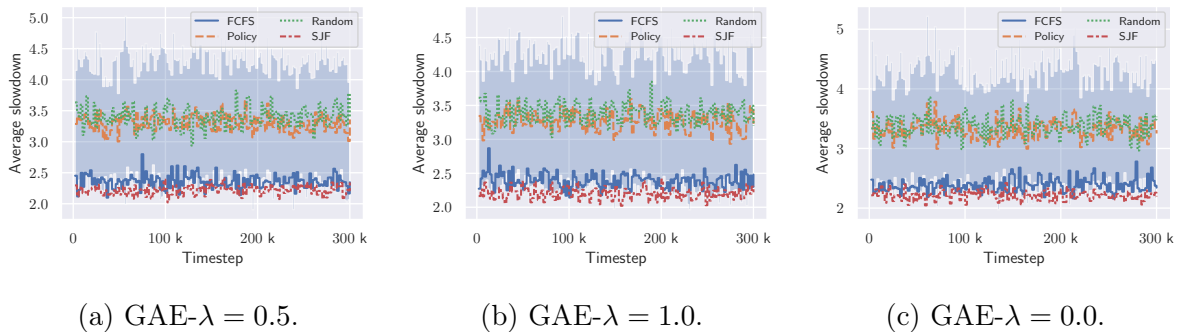 5.0
4.5
4.0
3.5
3.0
2.5
2.0
Average slowdown
FCFS
Policy
Random
SJF
0
100 k
200 k
300 k
Timestep
(a) GAE-λ = 0.5.
4.5
4.0
3.5
3.0
2.5
2.0
Average slowdown
FCFS
Policy
Random
SJF
0
100 k
200 k
300 k
Timestep
(b) GAE-λ = 1.0.
5
4
3
2
Average slowdown
FCFS
Policy
Random
SJF
0
100 k
200 k
300 k
Timestep
(c) GAE-λ = 0.0.